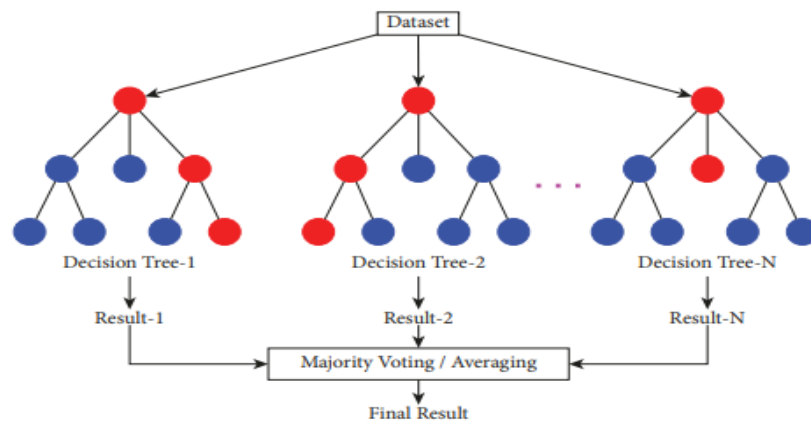 Dataset
. . .
Decision Tree-1
Decision Tree-2
Decision Tree-N
Result-1
Result-2
Result-N
Majority Voting / Averaging
Final Result